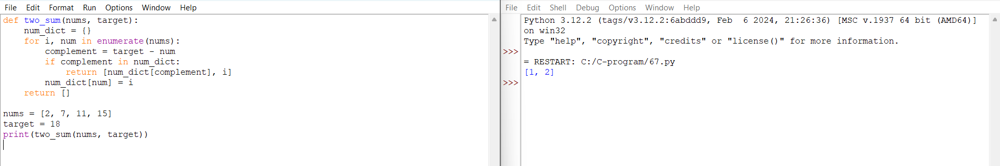 File Edit Format Run Options Window Help
def two_sum(nums, target):
    num_dict = {}
    for i, num in enumerate(nums):
        complement = target - num
        if complement in num_dict:
            return [num_dict[complement], i]
        num_dict[num] = i
    return []

nums = [2, 7, 11, 15]
target = 18
print(two_sum(nums, target))
File Edit Shell Debug Options Window Help
Python 3.12.2 (tags/v3.12.2:6abddd9, Feb  6 2024, 21:26:36) [MSC v.1937 64 bit (AMD64)]
on win32
Type "help", "copyright", "credits" or "license()" for more information.
>>>
= RESTART: C:/C-program/67.py
[1, 2]
>>>